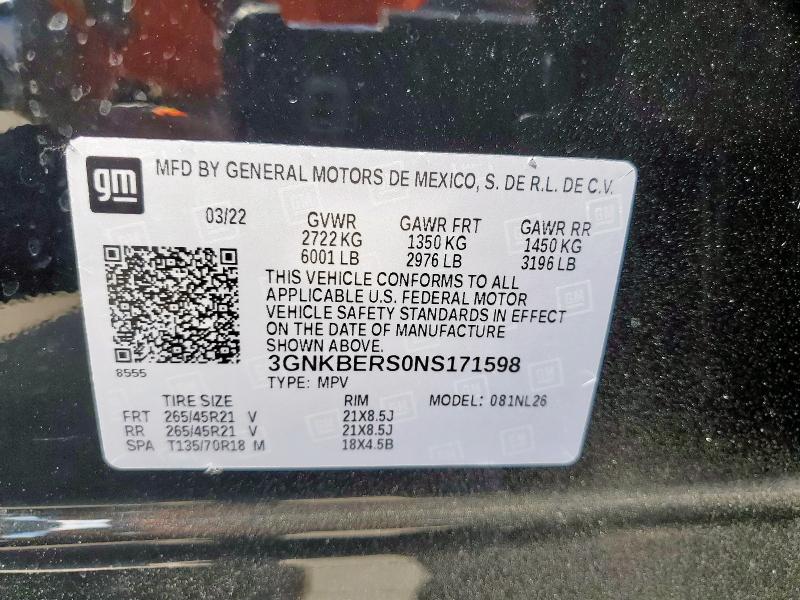 gm
MFD BY GENERAL MOTORS DE MEXICO, S. DE R.L. DE C.V.
03/22 GVWR GAWR FRT GAWR RR
2722 KG 1350 KG 1450 KG
6001 LB 2976 LB 3196 LB
THIS VEHICLE CONFORMS TO ALL
APPLICABLE U.S. FEDERAL MOTOR
VEHICLE SAFETY STANDARDS IN EFFECT
ON THE DATE OF MANUFACTURE
SHOWN ABOVE.
8555
3GNKBERS0NS171598
TYPE: MPV
TIRE SIZE RIM MODEL: 081NL26
FRT 265/45R21 V 21X8.5J
RR 265/45R21 V 21X8.5J
SPA T135/70R18 M 18X4.5B